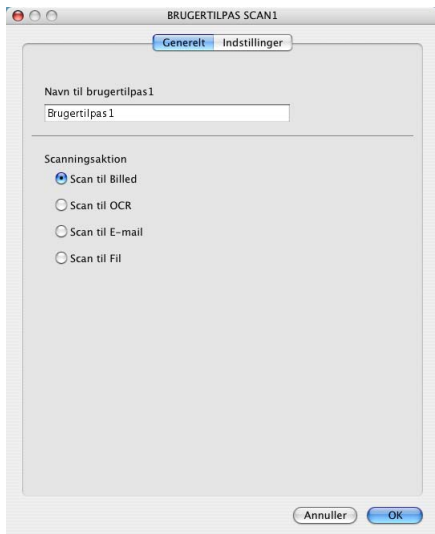 BRUGERTILPAS SCAN1
Generelt Indstillinger
Navn til brugertilpas1
Brugertilpas1
Scanningsaktion
Scan til Billed
Scan til OCR
Scan til E-mail
Scan til Fil
Annuller OK